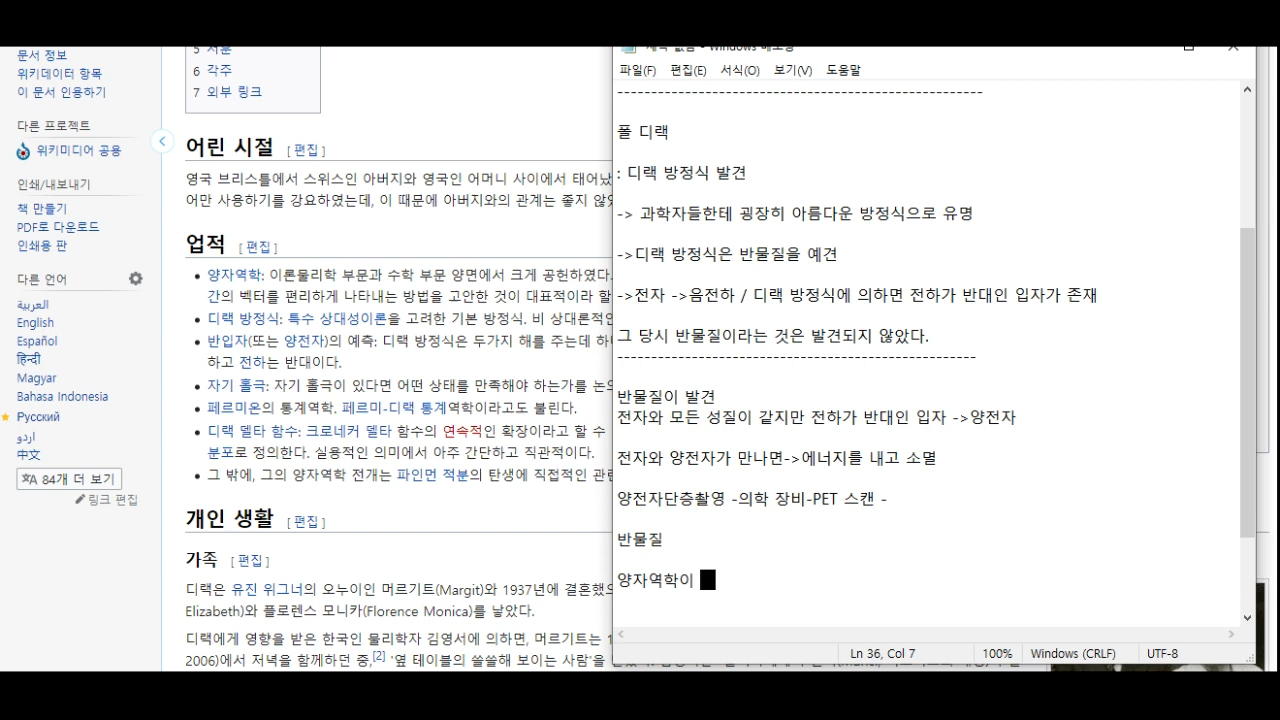 문서 정보
위키데이터 항목
이 문서 인용하기
다른 프로젝트
위키미디어 공용
인쇄/내보내기
책 만들기
PDF로 다운로드
인쇄용 판
다른 언어
العربية
English
Español
हिन्दी
Magyar
Bahasa Indonesia
Русский
اردو
中文
84개 더 보기
링크 편집
5 서훈
6 각주
7 외부 링크
어린 시절 [편집]
영국 브리스틀에서 스위스인 아버지와 영국인 어머니 사이에서 태어났
어만 사용하기를 강요하였는데, 이 때문에 아버지와의 관계는 좋지 않았
업적 [편집]
양자역학: 이론물리학 부문과 수학 부문 양면에서 크게 공헌하였다.
간의 벡터를 편리하게 나타내는 방법을 고안한 것이 대표적이라 할
디랙 방정식: 특수 상대성이론을 고려한 기본 방정식. 비 상대론적인
반입자(또는 양전자)의 예측: 디랙 방정식은 두가지 해를 주는데 하나
하고 전하는 반대이다.
자기 홀극: 자기 홀극이 있다면 어떤 상태를 만족해야 하는가를 논으
페르미온의 통계역학. 페르미-디랙 통계역학이라고도 불린다.
디랙 델타 함수: 크로네커 델타 함수의 연속적인 확장이라고 할 수
분포로 정의한다. 실용적인 의미에서 아주 간단하고 직관적이다.
그 밖에, 그의 양자역학 전개는 파인먼 적분의 탄생에 직접적인 관련
개인 생활 [편집]
가족 [편집]
디랙은 유진 위그너의 오누이인 머르기트(Margit)와 1937년에 결혼했으
Elizabeth)와 플로렌스 모니카(Florence Monica)를 낳았다.
디랙에게 영향을 받은 한국인 물리학자 김영서에 의하면, 머르기트는
2006)에서 저녁을 함께하던 중,[2] '옆 테이블의 쓸쓸해 보이는 사람'을
제목 없음 - Windows 메모장
파일(F) 편집(E) 서식(O) 보기(V) 도움말
------------------------------------------------------
폴 디랙
: 디랙 방정식 발견
-> 과학자들한테 굉장히 아름다운 방정식으로 유명
->디랙 방정식은 반물질을 예견
->전자 ->음전하 / 디랙 방정식에 의하면 전하가 반대인 입자가 존재
그 당시 반물질이라는 것은 발견되지 않았다.
-----------------------------------------------------
반물질이 발견
전자와 모든 성질이 같지만 전하가 반대인 입자 ->양전자
전자와 양전자가 만나면->에너지를 내고 소멸
양전자단층촬영 -의학 장비-PET 스캔 -
반물질
양자역학이
Ln 36, Col 7 100% Windows (CRLF) UTF-8